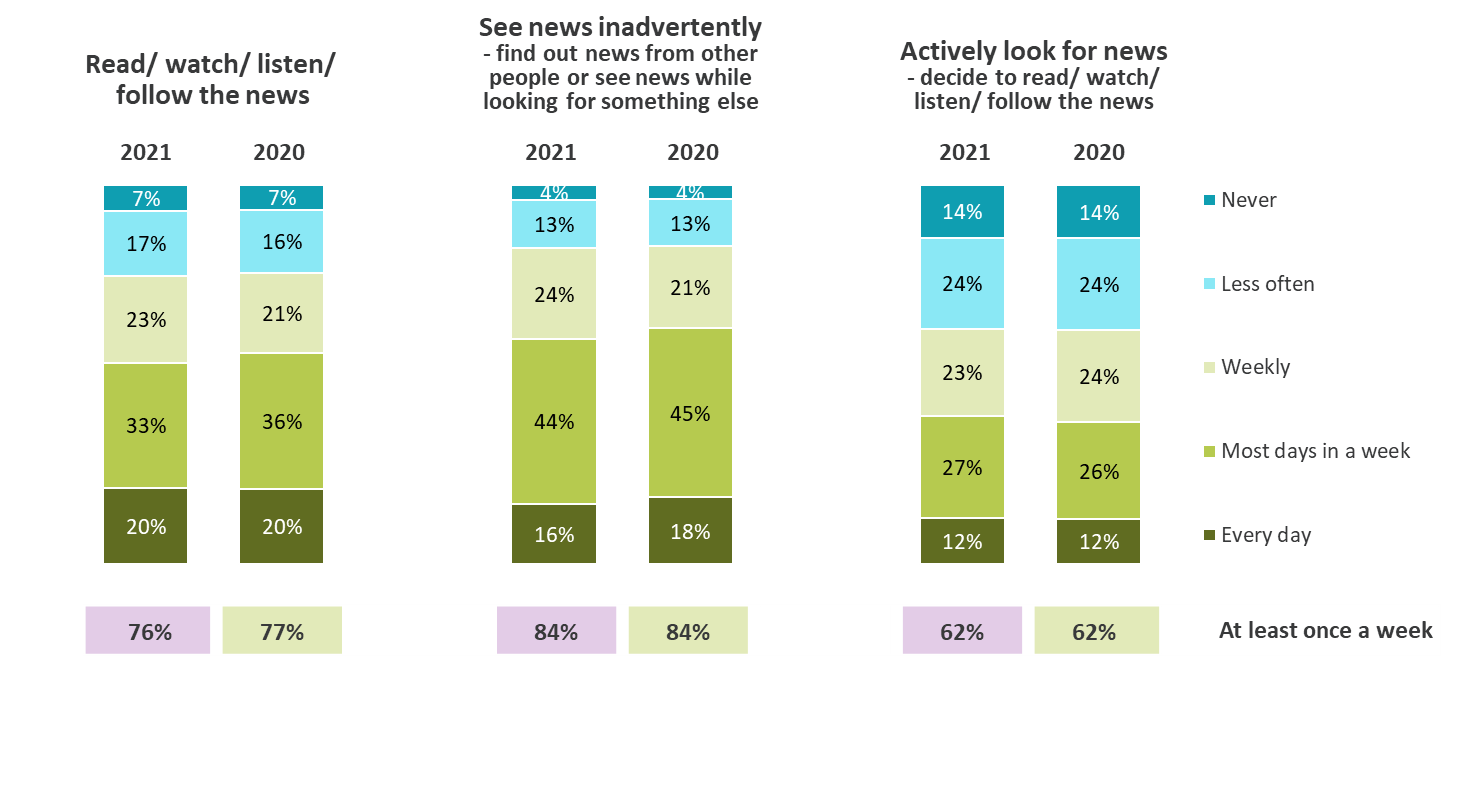 Read/ watch/ listen/
follow the news
See news inadvertently
- find out news from other
people or see news while
looking for something else
Actively look for news
- decide to read/ watch/
listen/ follow the news
2021 2020
2021 2020
2021 2020
7% 7%
17% 16%
23% 21%
33% 36%
20% 20%
4% 4%
13% 13%
24% 21%
44% 45%
16% 18%
14% 14%
24% 24%
23% 24%
27% 26%
12% 12%
Never
Less often
Weekly
Most days in a week
Every day
76% 77%
84% 84%
62% 62%
At least once a week